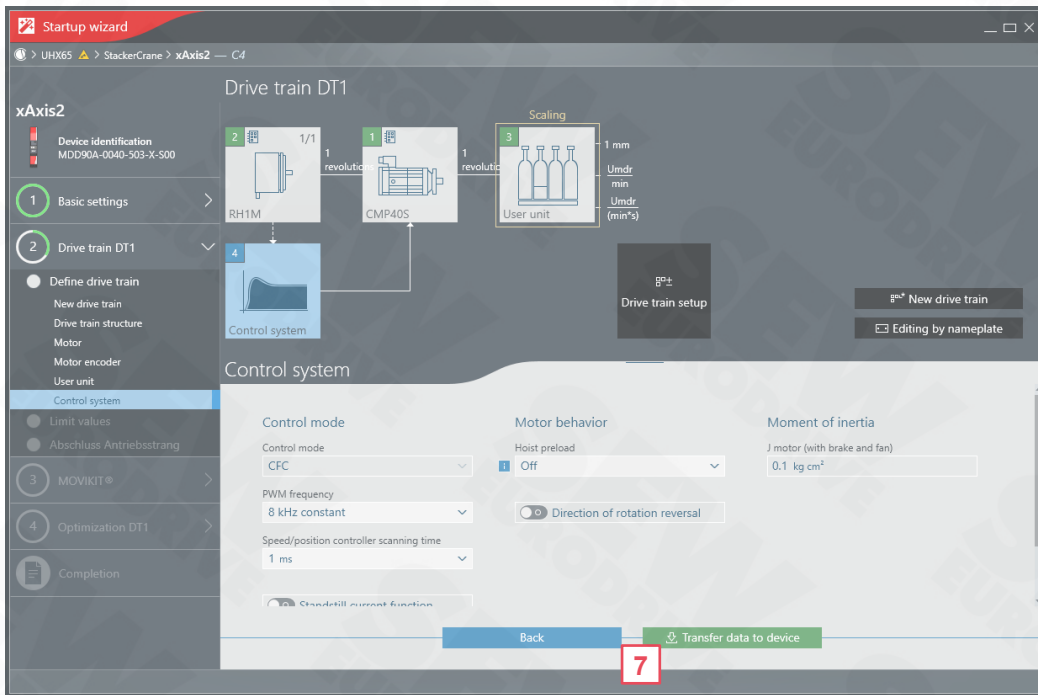 Startup wizard
> UHX65 > StackerCrane > xAxis2 — C4
Drive train DT1
xAxis2
Device identification
MDD90A-0040-503-X-S00
1 Basic settings
2 Drive train DT1
Define drive train
New drive train
Drive train structure
Motor
Motor encoder
User unit
Control system
Limit values
Abschluss Antriebsstrang
3 MOVIKIT®
4 Optimization DT1
Completion
Scaling
2 1/1
RH1M
1
revolutions
1
CMP40S
1
revolutic
3
User unit
1 mm
Umdr
min
Umdr
(min*s)
4
Control system
Drive train setup
New drive train
Editing by nameplate
Control system
Control mode
Control mode
CFC
PWM frequency
8 kHz constant
Speed/position controller scanning time
1 ms
Standstill current function
Motor behavior
Hoist preload
i Off
Direction of rotation reversal
Moment of inertia
J motor (with brake and fan)
0.1 kg cm²
Back
Transfer data to device
7
SEW
EURODRIVE